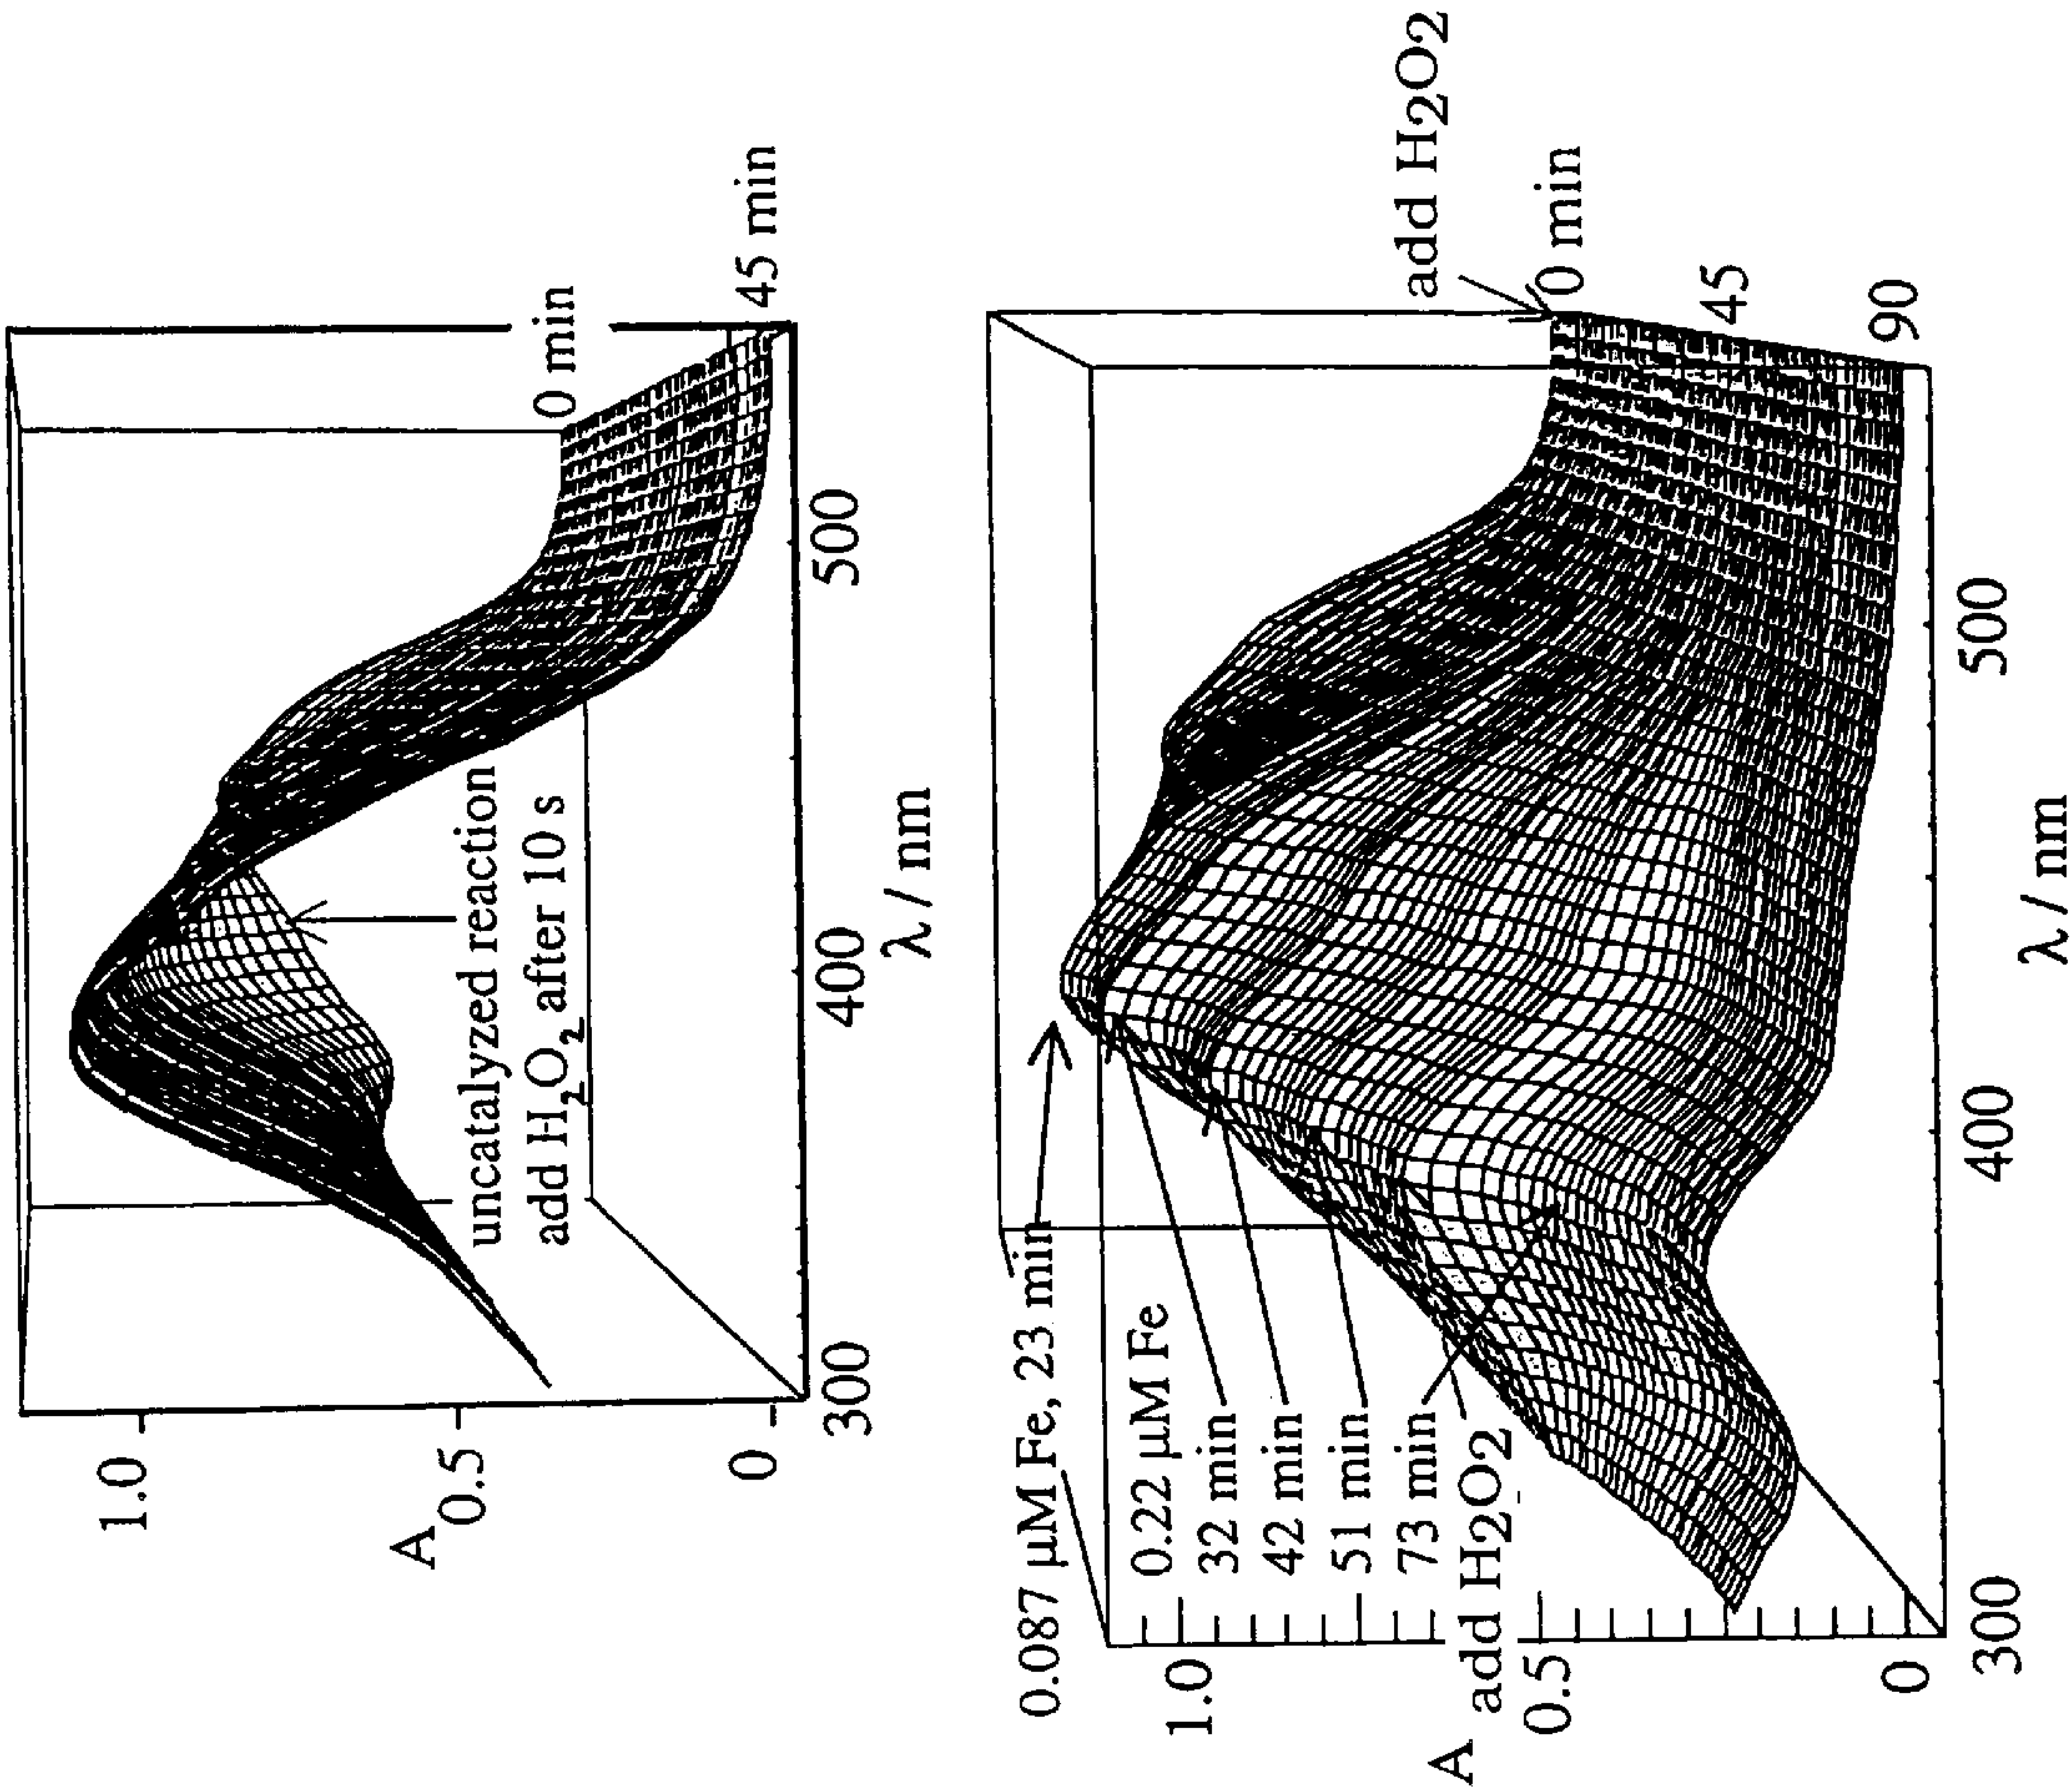 1.0
A
0.5
0
0 min
45 min
uncatalyzed reaction
add H2O2 after 10 s
300
400
500
λ / nm
0.087 µM Fe, 23 min
0.22 µM Fe
32 min
42 min
51 min
73 min
add H2O2
add H2O2
0 min
45
90
1.0
A
0.5
0
300
400
500
λ / nm